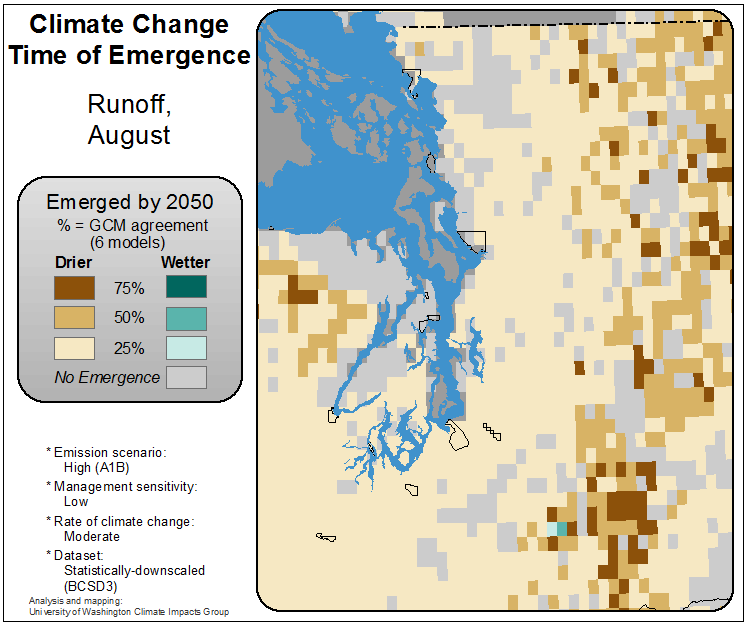 Climate Change
Time of Emergence
Runoff,
August
Emerged by 2050
% = GCM agreement
(6 models)
Drier Wetter
75%
50%
25%
No Emergence
* Emission scenario:
High (A1B)
* Management sensitivity:
Low
* Rate of climate change:
Moderate
* Dataset:
Statistically-downscaled
(BCSD3)
Analysis and mapping:
University of Washington Climate Impacts Group